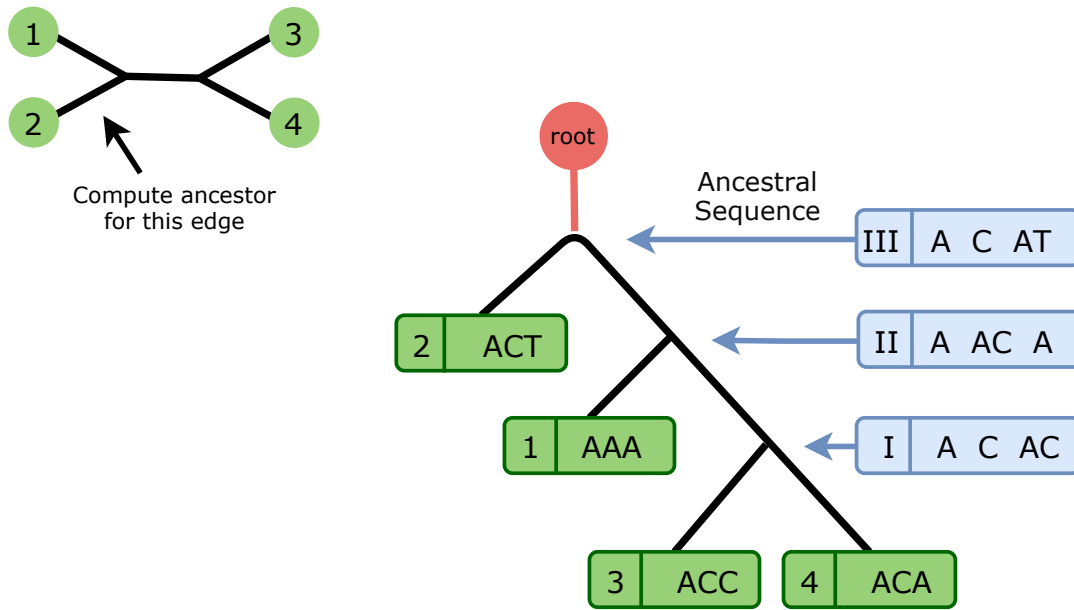 1
3
2
4
Compute ancestor
for this edge
root
Ancestral
Sequence
III A C AT
2 ACT
II A AC A
1 AAA
I A C AC
3 ACC
4 ACA